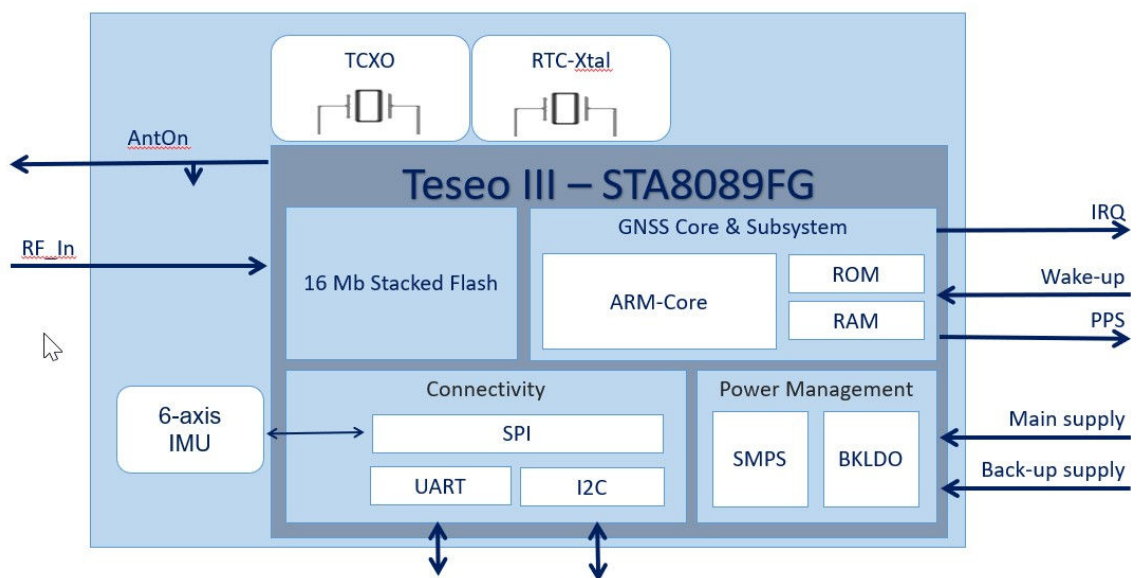 TCXO
RTC-Xtal
AntOn
Teseo III – STA8089FG
RF_In
16 Mb Stacked Flash
GNSS Core & Subsystem
ARM-Core
ROM
RAM
IRQ
Wake-up
PPS
6-axis
IMU
Connectivity
SPI
UART
I2C
Power Management
SMPS
BKLDO
Main supply
Back-up supply